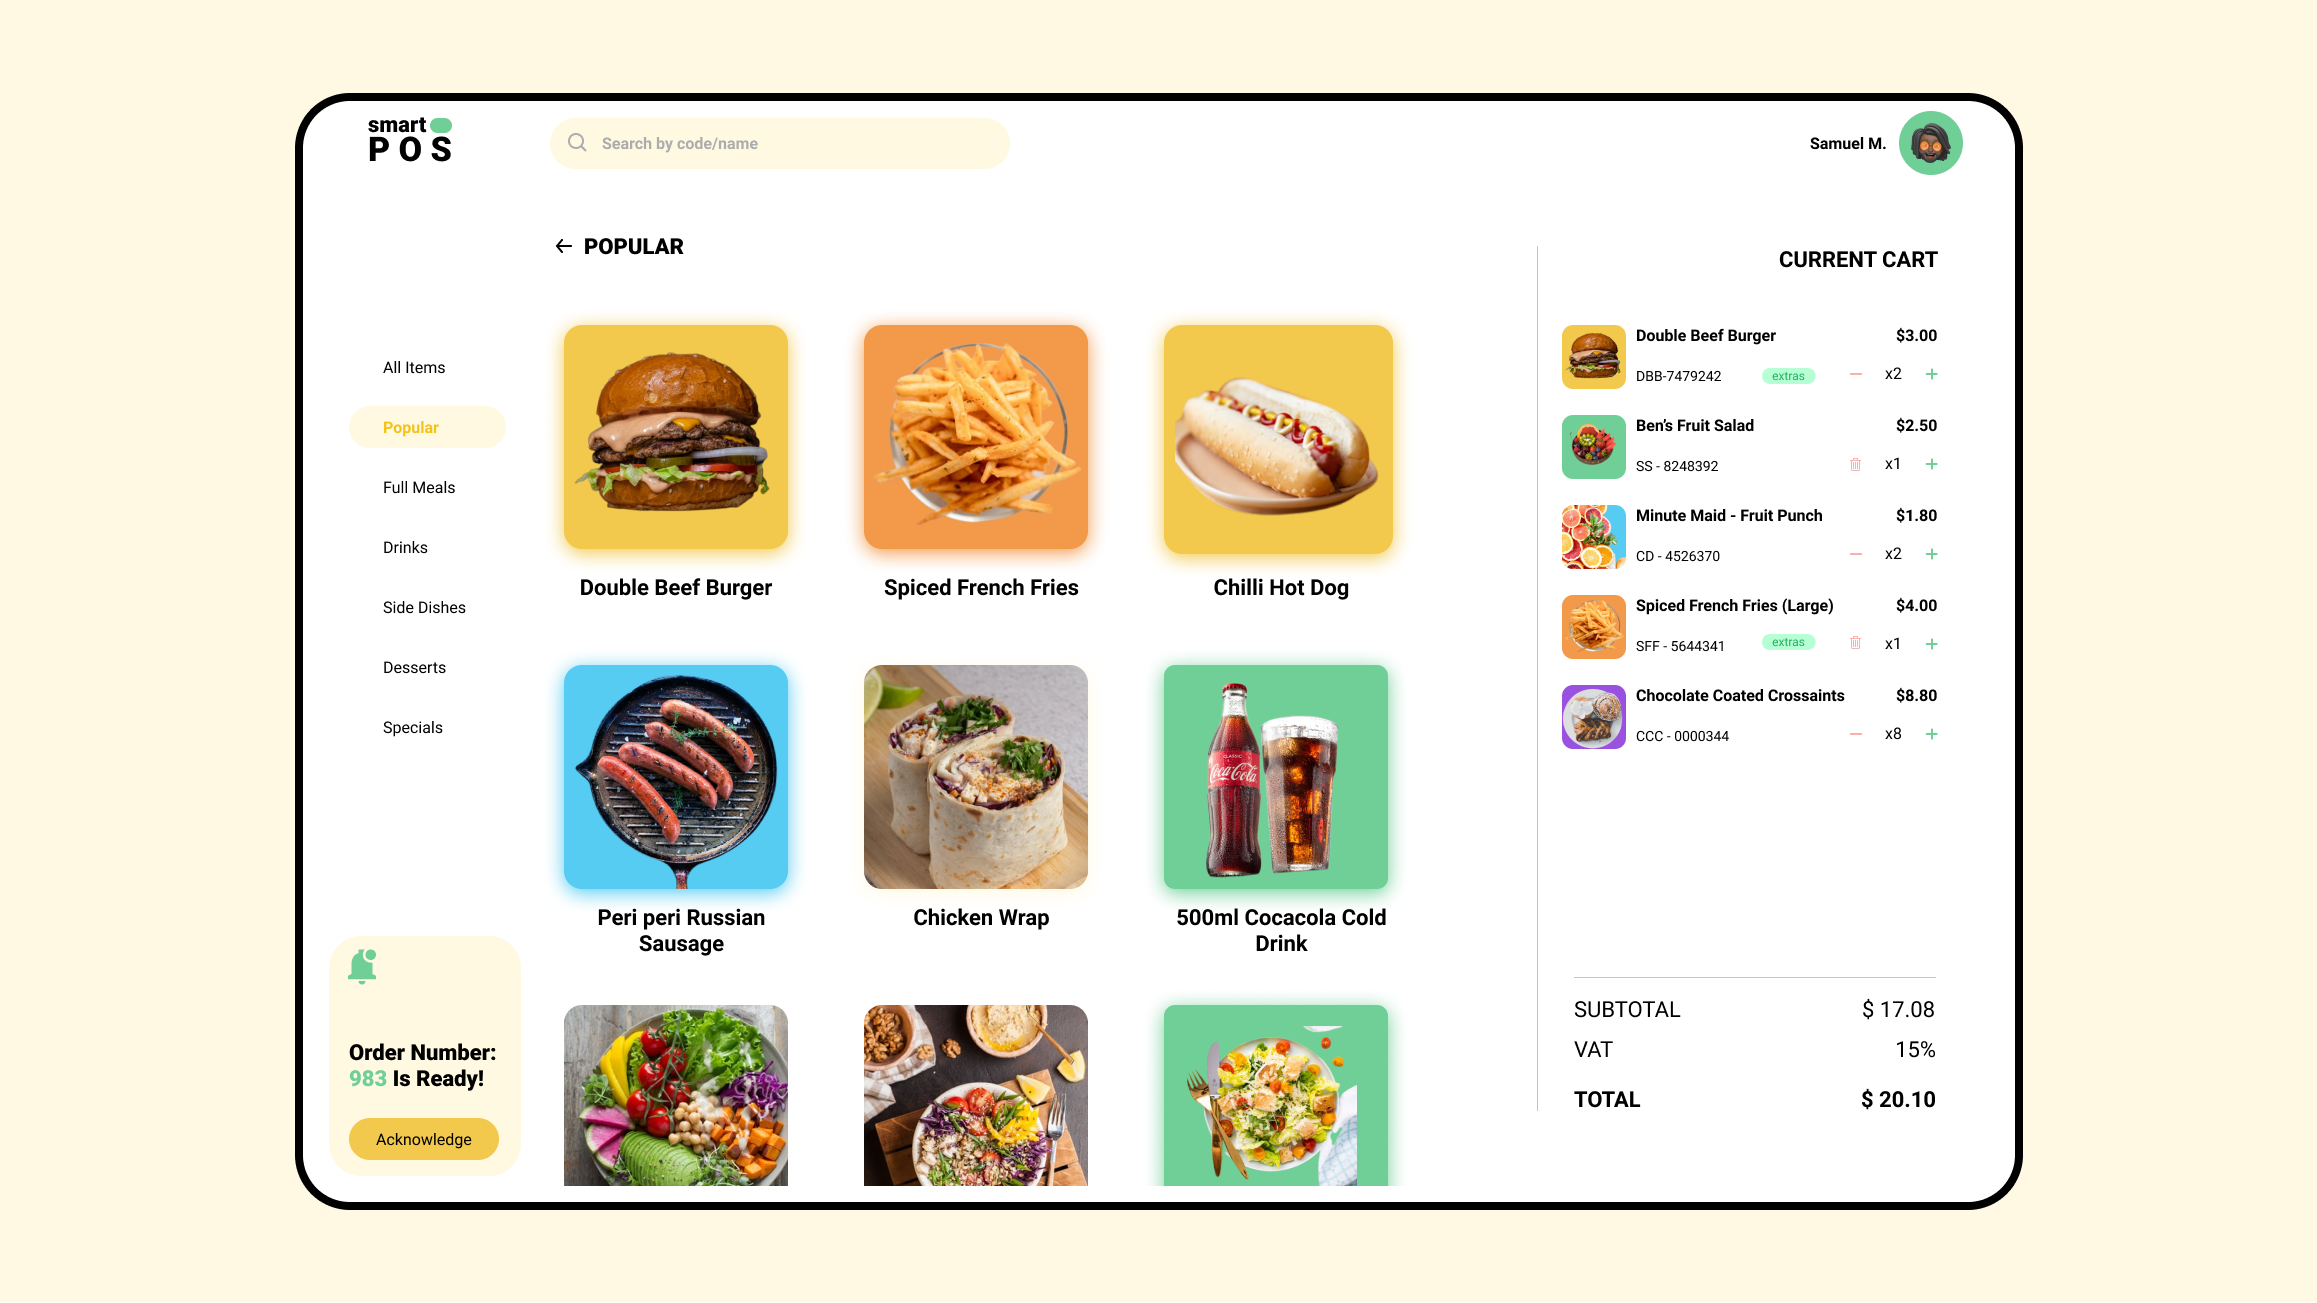 smart
POS
Search by code/name
Samuel M.
POPULAR
All Items
Popular
Full Meals
Drinks
Side Dishes
Desserts
Specials
Double Beef Burger
Spiced French Fries
Chilli Hot Dog
CLASSIC
Coca-Cola
Peri peri Russian
Sausage
Chicken Wrap
500ml Cocacola Cold
Drink
Order Number:
983 Is Ready!
Acknowledge
CURRENT CART
Double Beef Burger $3.00
DBB-7479242 extras x2
Ben's Fruit Salad $2.50
SS - 8248392 x1
Minute Maid - Fruit Punch $1.80
CD - 4526370 x2
Spiced French Fries (Large) $4.00
SFF - 5644341 extras x1
Chocolate Coated Crossaints $8.80
CCC - 0000344 x8
SUBTOTAL $ 17.08
VAT 15%
TOTAL $ 20.10